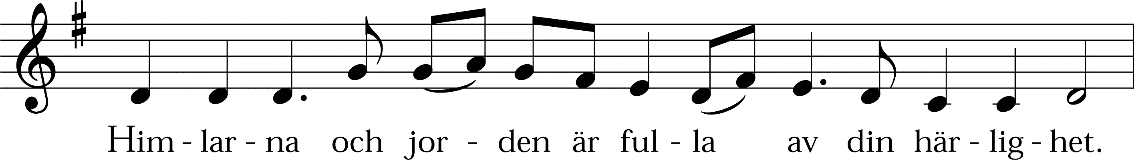 Him - lar - na och jor - den är ful - la av din här - lig - het.